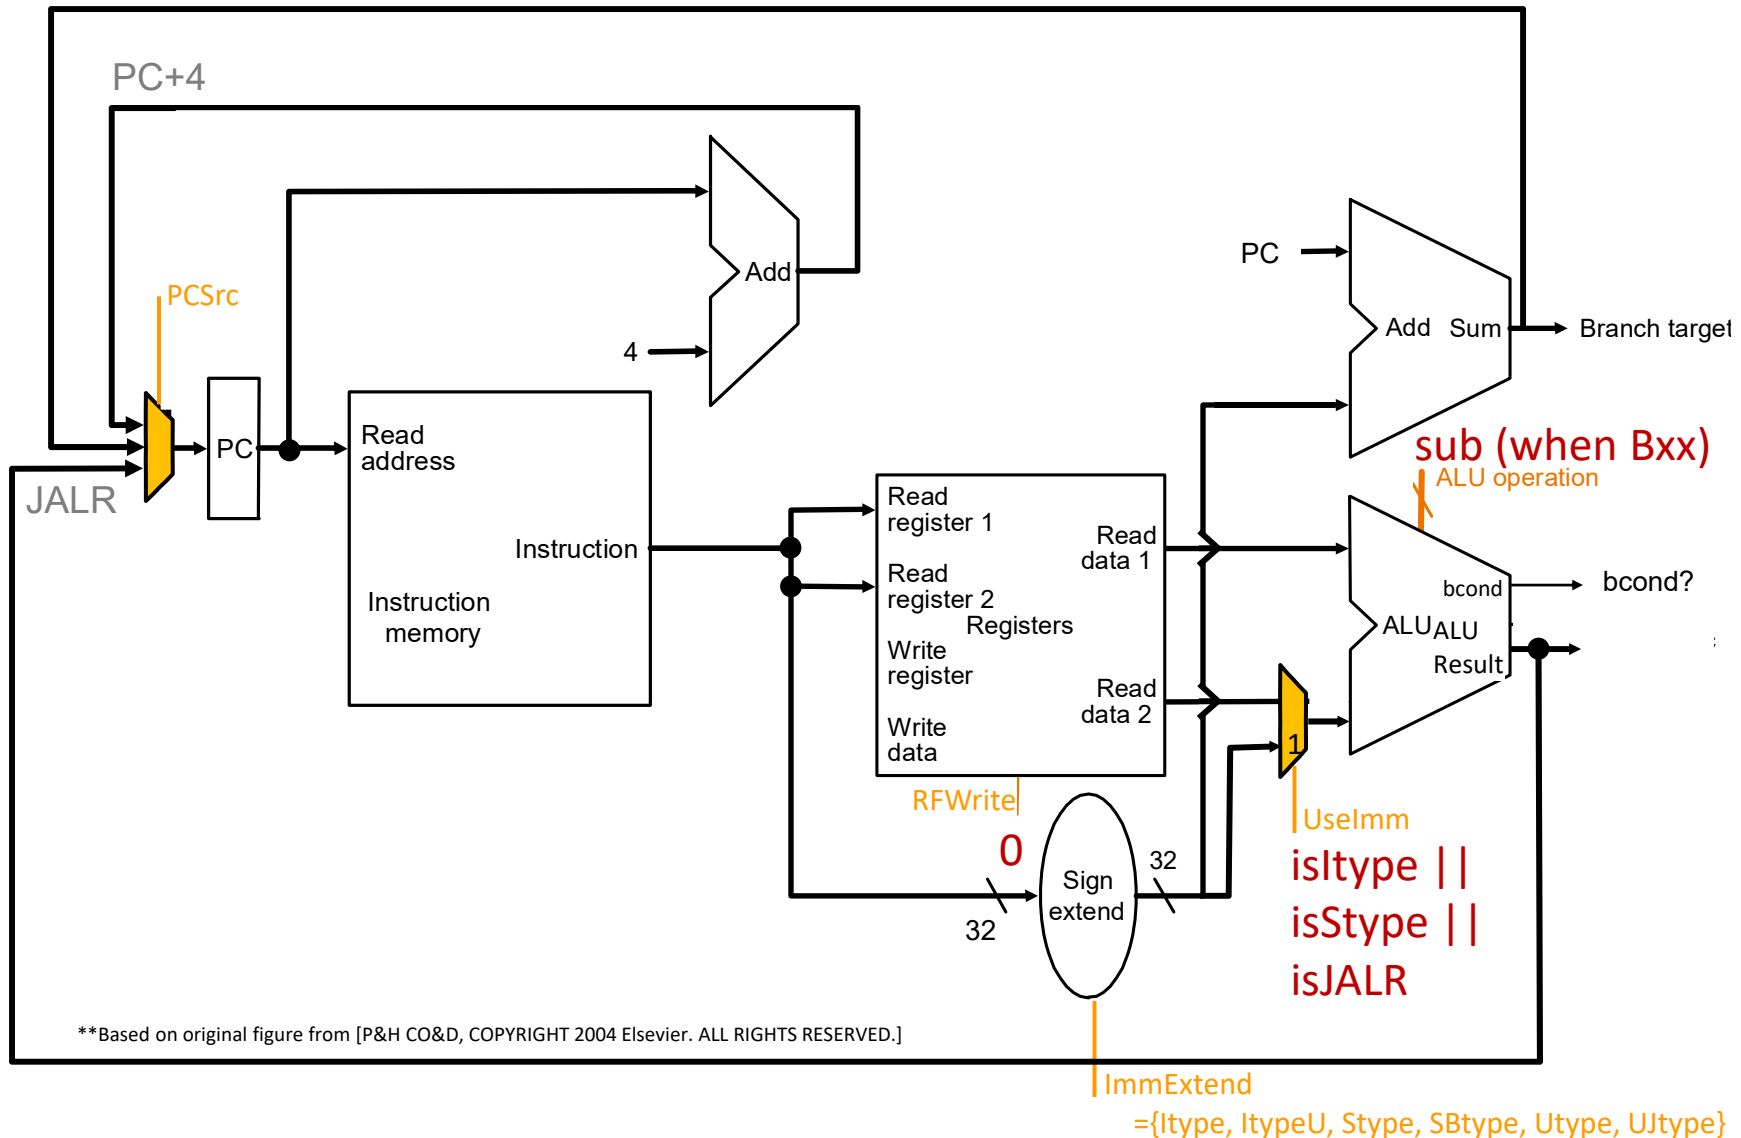 PC+4
Add
PCSrc
4
PC
Sum
Add
Branch target
PC
Read
address
JALR
sub (when Bxx)
ALU operation
Instruction
Instruction
memory
Read
register 1
Read
data 1
Read
register 2
Registers
Write
register
Read
data 2
Write
data
bcond
bcond?
ALU
ALU
Result
1
RFWrite
0
UseImm
isItype ||
isStype ||
isJALR
32
Sign
extend
32
**Based on original figure from [P&H CO&D, COPYRIGHT 2004 Elsevier. ALL RIGHTS RESERVED.]
ImmExtend
={Itype, ItypeU, Stype, SBtype, Utype, UJtype}